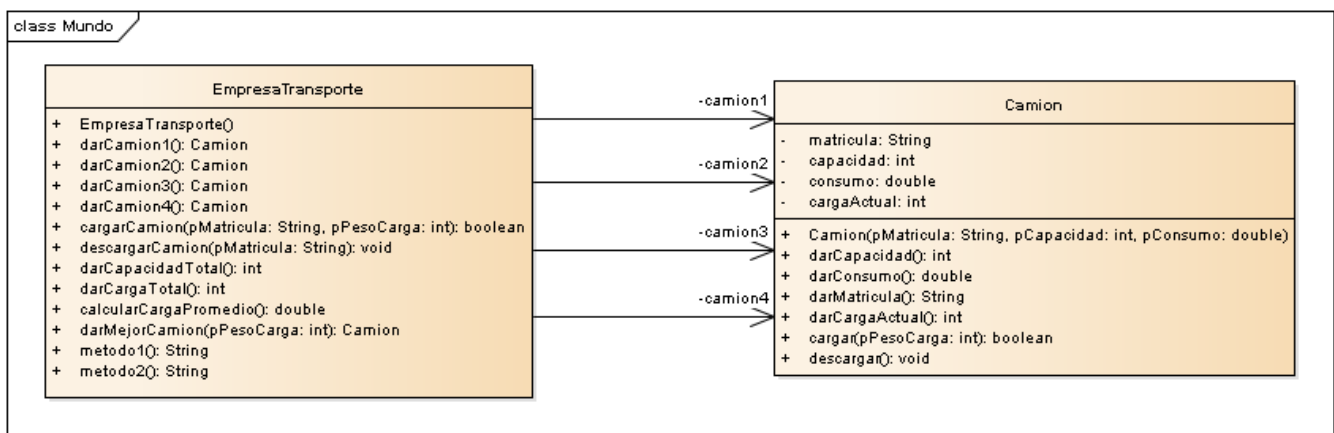 class Mundo
EmpresaTransporte
+ EmpresaTransporte()
+ darCamion1(): Camion
+ darCamion2(): Camion
+ darCamion3(): Camion
+ darCamion4(): Camion
+ cargarCamion(pMatricula: String, pPesoCarga: int): boolean
+ descargarCamion(pMatricula: String): void
+ darCapacidadTotal(): int
+ darCargaTotal(): int
+ calcularCargaPromedio(): double
+ darMejorCamion(pPesoCarga: int): Camion
+ metodo1(): String
+ metodo2(): String
-camion1
-camion2
-camion3
-camion4
Camion
- matricula: String
- capacidad: int
- consumo: double
- cargaActual: int
+ Camion(pMatricula: String, pCapacidad: int, pConsumo: double)
+ darCapacidad(): int
+ darConsumo(): double
+ darMatricula(): String
+ darCargaActual(): int
+ cargar(pPesoCarga: int): boolean
+ descargar(): void